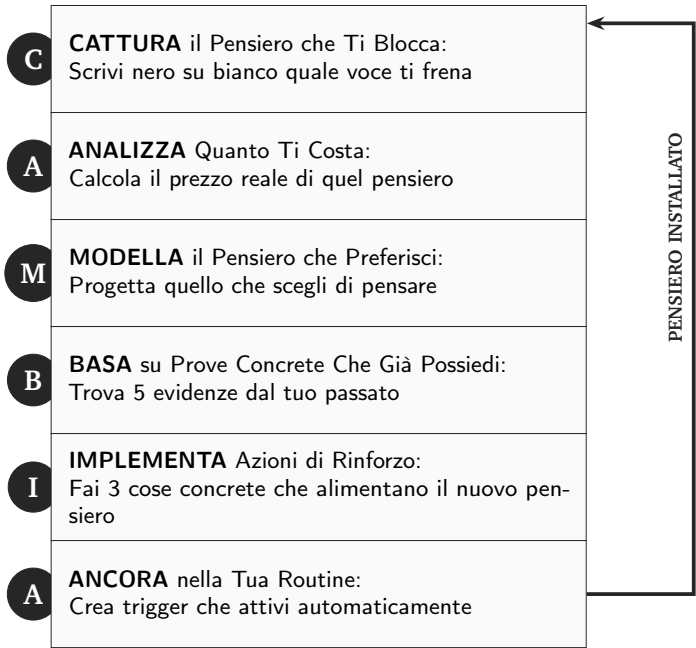 C
CATTURA il Pensiero che Ti Blocca:
Scrivi nero su bianco quale voce ti frena
A
ANALIZZA Quanto Ti Costa:
Calcola il prezzo reale di quel pensiero
M
MODELLA il Pensiero che Preferisci:
Progetta quello che scegli di pensare
B
BASA su Prove Concrete Che Già Possiedi:
Trova 5 evidenze dal tuo passato
I
IMPLEMENTA Azioni di Rinforzo:
Fai 3 cose concrete che alimentano il nuovo pen-
siero
A
ANCORA nella Tua Routine:
Crea trigger che attivi automaticamente
PENSIERO INSTALLATO